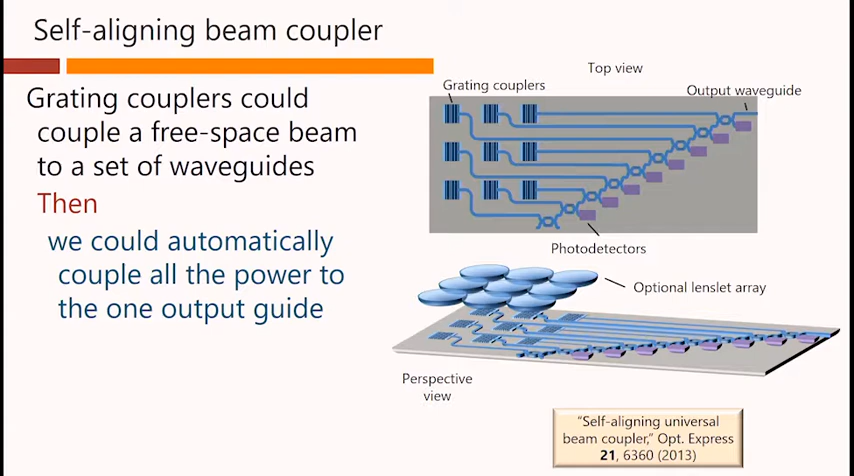 Self-aligning beam coupler
Grating couplers could
couple a free-space beam
to a set of waveguides
Then
we could automatically
couple all the power to
the one output guide
Top view
Grating couplers
Output waveguide
Photodetectors
Optional lenslet array
Perspective
view
“Self-aligning universal
beam coupler,” Opt. Express
21, 6360 (2013)